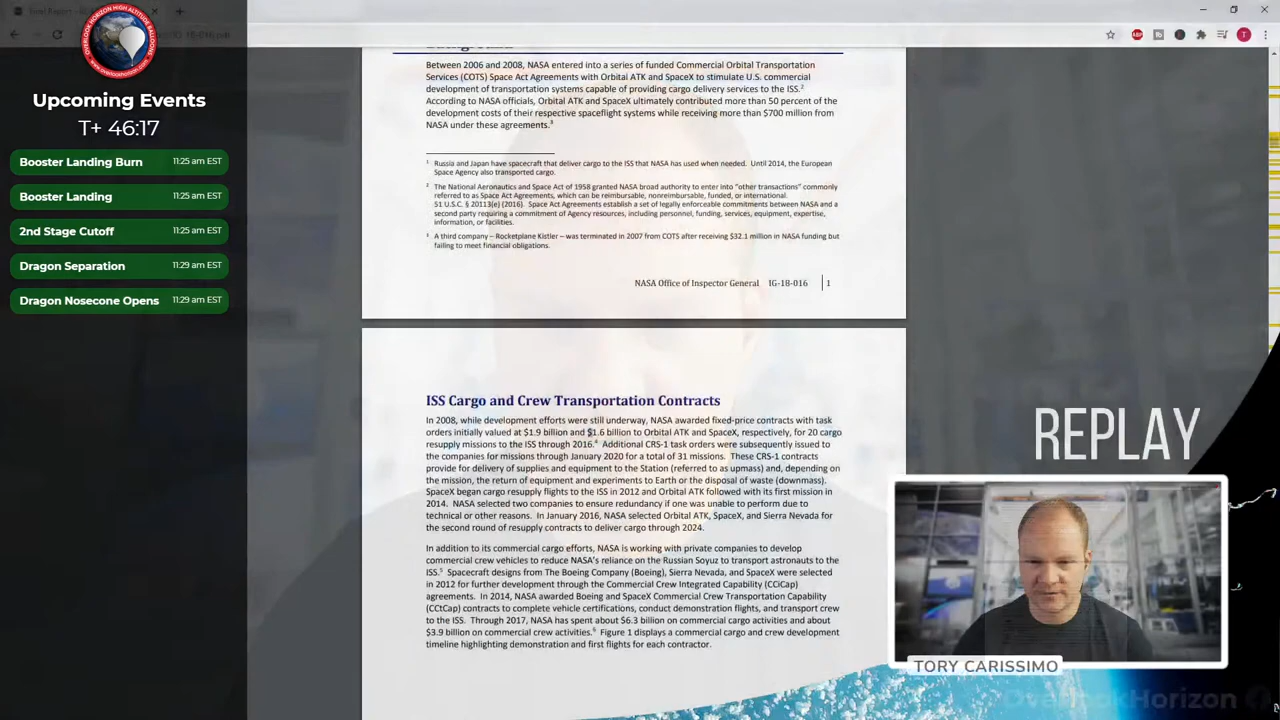 OVERLOOK HORIZON HIGH ALTITUDE BALLOONS
Upcoming Events
T+ 46:17
Booster Landing Burn 11:25 am EST
Booster Landing 11:25 am EST
2nd Stage Cutoff 11:25 am EST
Dragon Separation 11:29 am EST
Dragon Nosecone Opens 11:29 am EST
Background
Between 2006 and 2008, NASA entered into a series of funded Commercial Orbital Transportation
Services (COTS) Space Act Agreements with Orbital ATK and SpaceX to stimulate U.S. commercial
development of transportation systems capable of providing cargo delivery services to the ISS.2
According to NASA officials, Orbital ATK and SpaceX ultimately contributed more than 50 percent of the
development costs of their respective spaceflight systems while receiving more than $700 million from
NASA under these agreements.3
1 Russia and Japan have spacecraft that deliver cargo to the ISS that NASA has used when needed. Until 2014, the European
Space Agency also transported cargo.
2 The National Aeronautics and Space Act of 1958 granted NASA broad authority to enter into "other transactions" commonly
referred to as Space Act Agreements, which can be reimbursable, nonreimbursable, funded, or international.
51 U.S.C. § 20113(e) (2016). Space Act Agreements establish a set of legally enforceable commitments between NASA and a
second party requiring a commitment of Agency resources, including personnel, funding, services, equipment, expertise,
information, or facilities.
3 A third company – Rocketplane Kistler – was terminated in 2007 from COTS after receiving $32.1 million in NASA funding but
failing to meet financial obligations.
NASA Office of Inspector General IG-18-016 1
ISS Cargo and Crew Transportation Contracts
In 2008, while development efforts were still underway, NASA awarded fixed-price contracts with task
orders initially valued at $1.9 billion and $1.6 billion to Orbital ATK and SpaceX, respectively, for 20 cargo
resupply missions to the ISS through 2016.4 Additional CRS-1 task orders were subsequently issued to
the companies for missions through January 2020 for a total of 31 missions. These CRS-1 contracts
provide for delivery of supplies and equipment to the Station (referred to as upmass) and, depending on
the mission, the return of equipment and experiments to Earth or the disposal of waste (downmass).
SpaceX began cargo resupply flights to the ISS in 2012 and Orbital ATK followed with its first mission in
2014. NASA selected two companies to ensure redundancy if one was unable to perform due to
technical or other reasons. In January 2016, NASA selected Orbital ATK, SpaceX, and Sierra Nevada for
the second round of resupply contracts to deliver cargo through 2024.
In addition to its commercial cargo efforts, NASA is working with private companies to develop
commercial crew vehicles to reduce NASA's reliance on the Russian Soyuz to transport astronauts to the
ISS.5 Spacecraft designs from The Boeing Company (Boeing), Sierra Nevada, and SpaceX were selected
in 2012 for further development through the Commercial Crew Integrated Capability (CCiCap)
agreements. In 2014, NASA awarded Boeing and SpaceX Commercial Crew Transportation Capability
(CCtCap) contracts to complete vehicle certifications, conduct demonstration flights, and transport crew
to the ISS. Through 2017, NASA has spent about $6.3 billion on commercial cargo activities and about
$3.9 billion on commercial crew activities.6 Figure 1 displays a commercial cargo and crew development
timeline highlighting demonstration and first flights for each contractor.
REPLAY
TORY CARISSIMO
OverlookHorizon